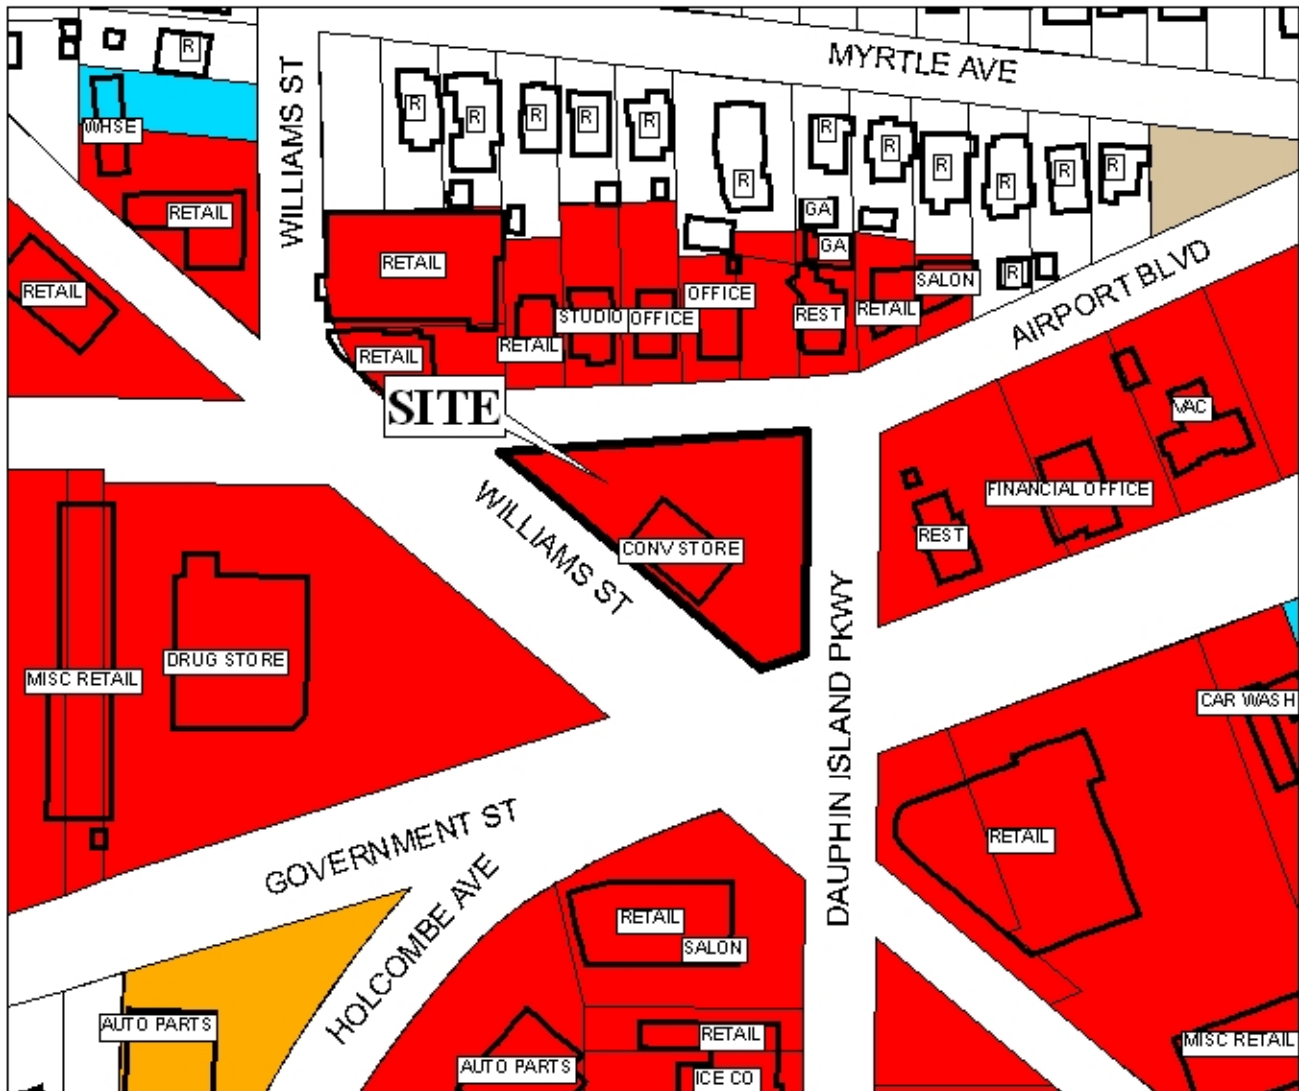 R
WILLIAMS ST
MYRTLE AVE
R
R
R
R
R
R
R
R
R
R
R
R
WHSE
RETAIL
GA
GA
RETAIL
RETAIL
OFFICE
SALON
R
AIRPORT BLVD
RETAIL
STUDIO
OFFICE
REST
RETAIL
RETAIL
SITE
VAC
WILLIAMS ST
CONV STORE
FINANCIAL OFFICE
REST
DRUG STORE
MISC RETAIL
DAUPHIN ISLAND PKWY
CAR WASH
GOVERNMENT ST
RETAIL
HOLCOMBE AVE
RETAIL
SALON
AUTO PARTS
RETAIL
MISC RETAIL
AUTO PARTS
ICE CO